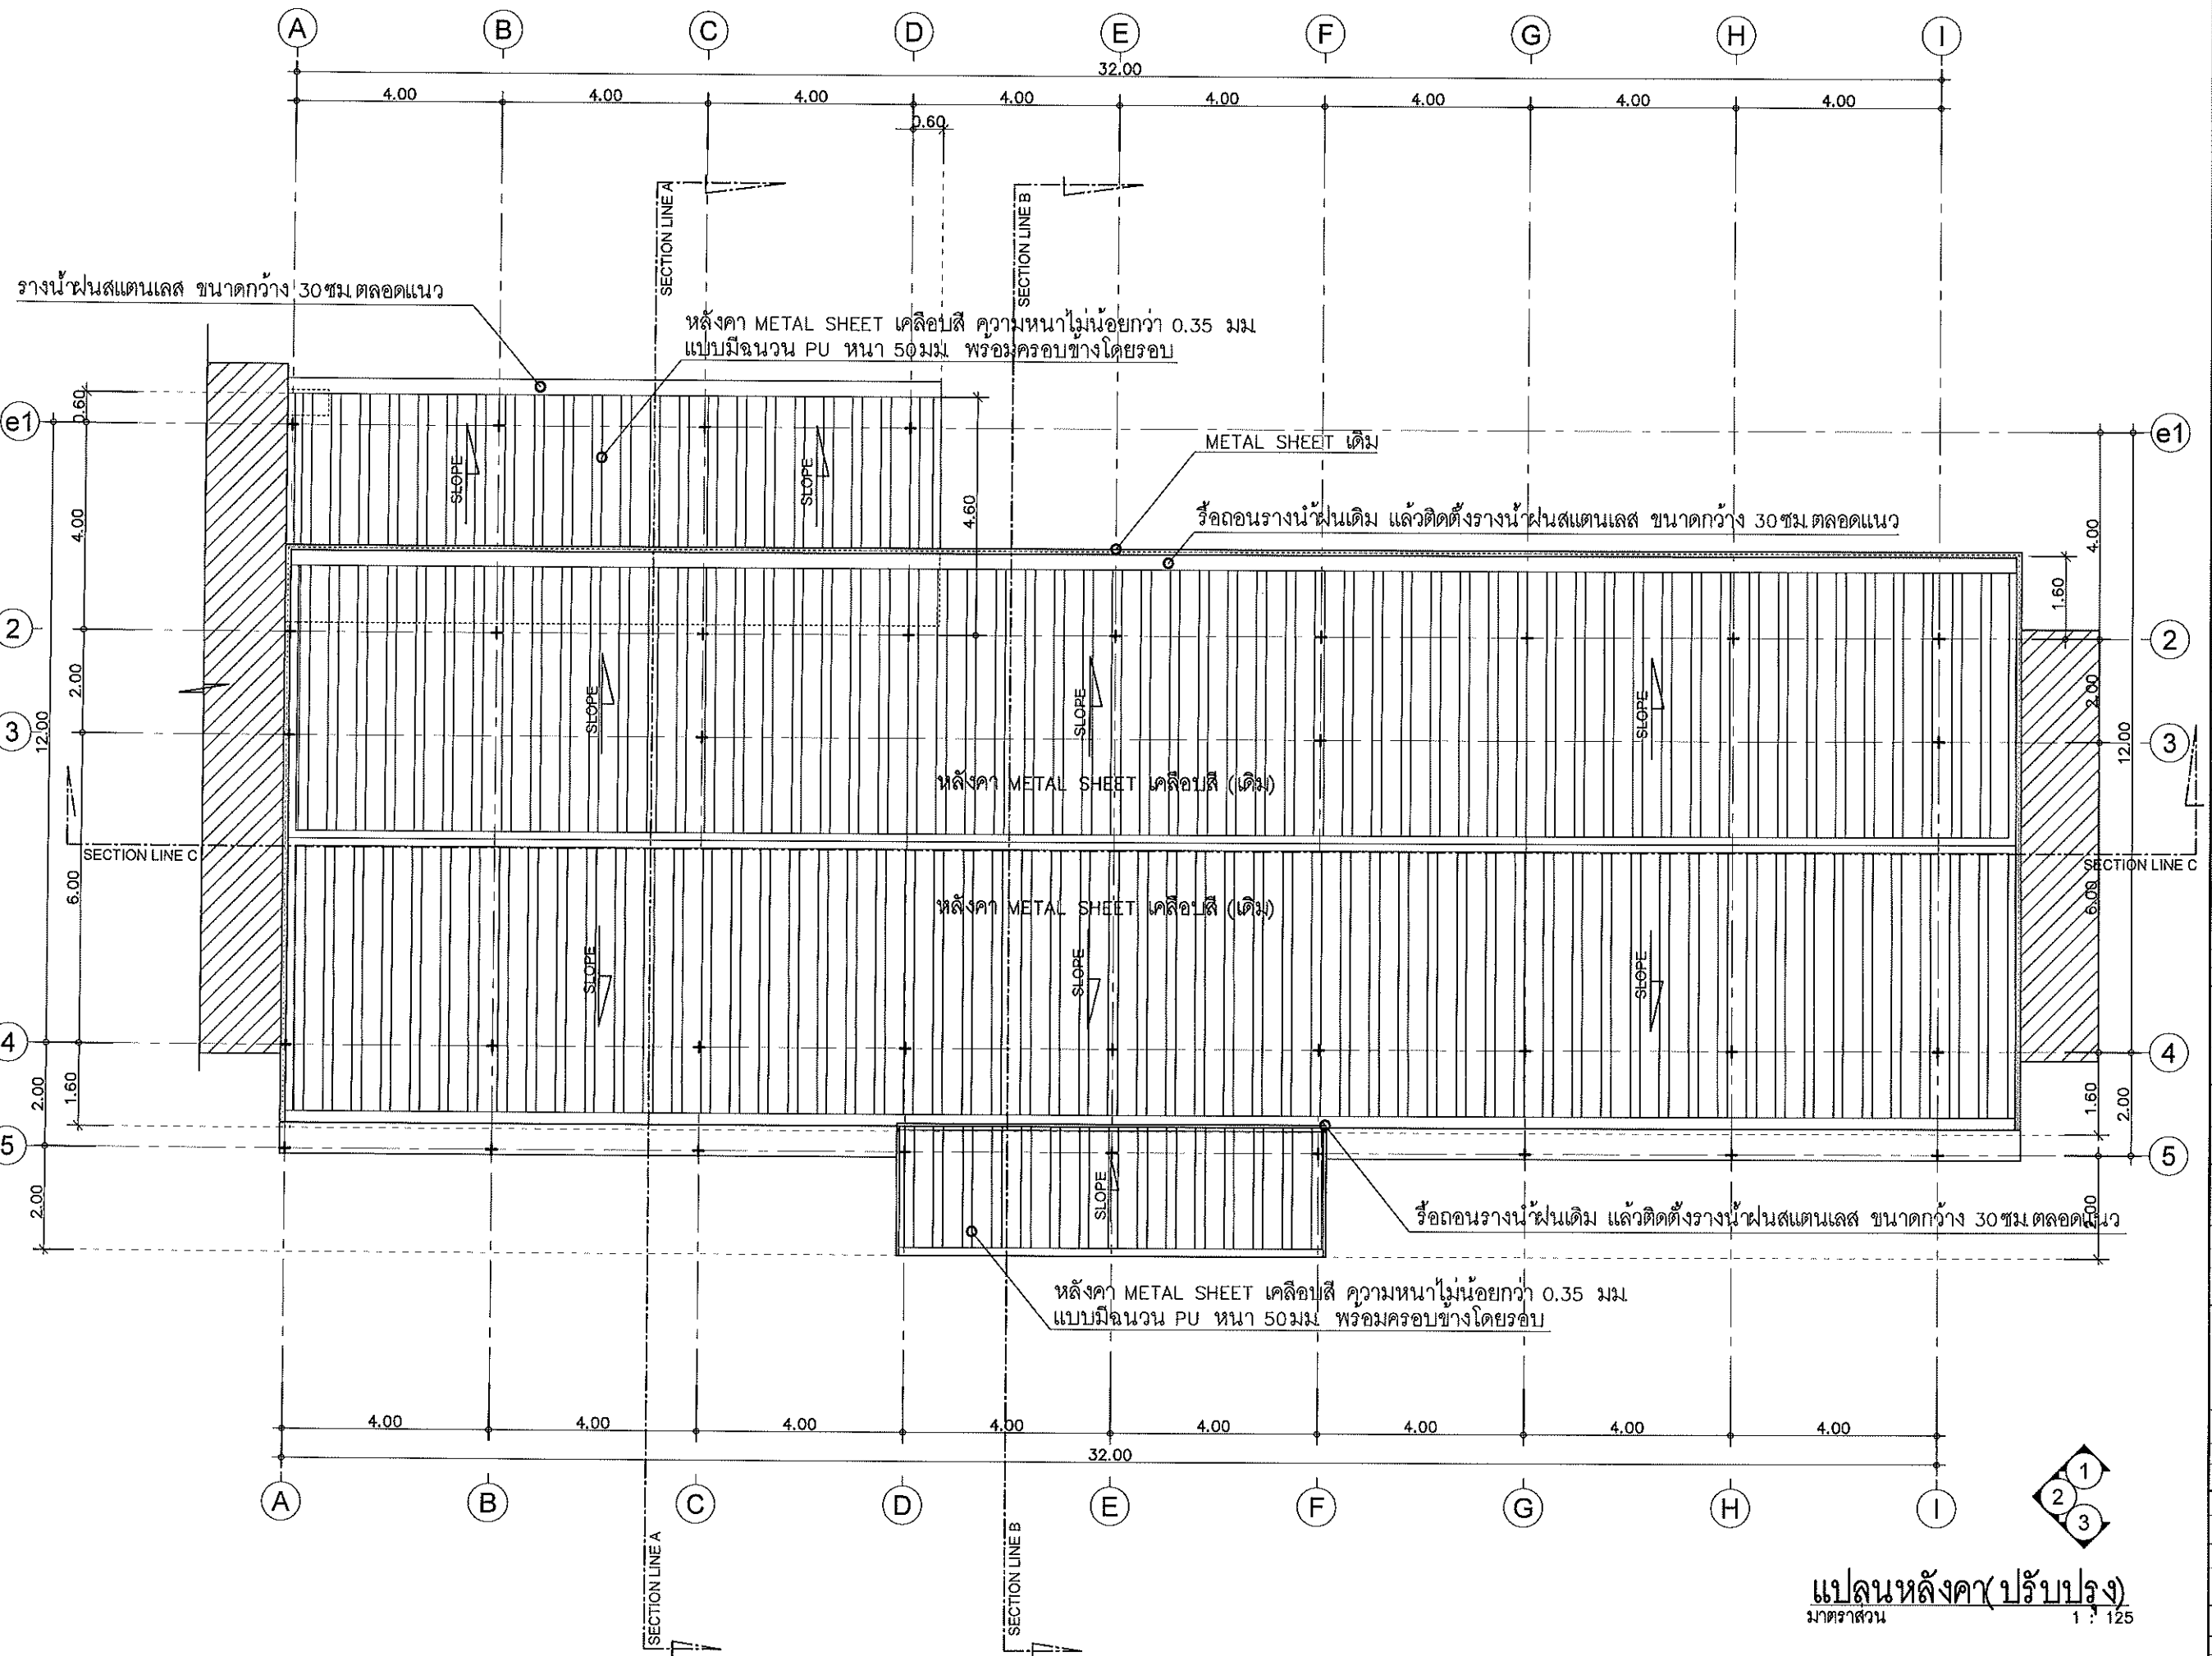 A B C D E F G H I
32.00
4.00 4.00 4.00 4.00 4.00 4.00 4.00 4.00
0.60
SECTION LINE A
SECTION LINE B
รางน้ำฝนสแตนเลส ขนาดกว้าง 30ซม.ตลอดแนว
หลังคา METAL SHEET เคลือบสี ความหนาไม่น้อยกว่า 0.35 มม.
แบบมีฉนวน PU หนา 50มม. พร้อมครอบข้างโดยรอบ
0.60
e1
e1
METAL SHEET เดิม
SLOPE
SLOPE
4.60
รื้อถอนรางน้ำฝนเดิม แล้วติดตั้งรางน้ำฝนสแตนเลส ขนาดกว้าง 30ซม.ตลอดแนว
4.00
4.00
1.60
2
2
2.00
2.00
SLOPE
SLOPE
SLOPE
3
3
12.00
12.00
หลังคา METAL SHEET เคลือบสี (เดิม)
SECTION LINE C
SECTION LINE C
6.00
6.00
หลังคา METAL SHEET เคลือบสี (เดิม)
SLOPE
SLOPE
SLOPE
4
4
2.00
1.60
1.60
2.00
5
5
2.00
SLOPE
2.00
รื้อถอนรางน้ำฝนเดิม แล้วติดตั้งรางน้ำฝนสแตนเลส ขนาดกว้าง 30ซม.ตลอดแนว
หลังคา METAL SHEET เคลือบสี ความหนาไม่น้อยกว่า 0.35 มม.
แบบมีฉนวน PU หนา 50มม. พร้อมครอบข้างโดยรอบ
4.00 4.00 4.00 4.00 4.00 4.00 4.00 4.00
32.00
A B C D E F G H I
SECTION LINE A
SECTION LINE B
1
2
3
แปลนหลังคา(ปรับปรุง)
มาตราส่วน 1 : 125